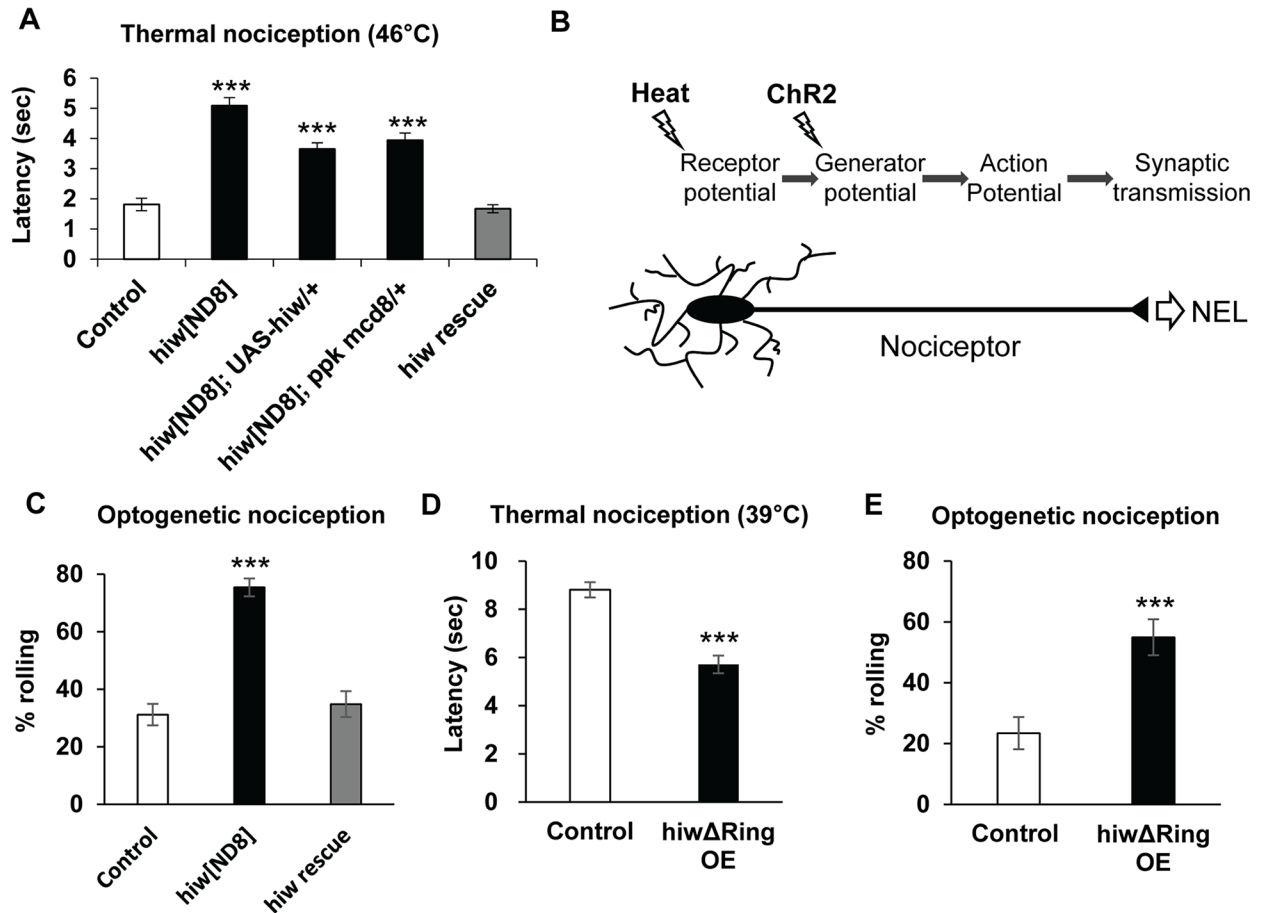 A
Thermal nociception (46°C)
Latency (sec)
6
5
4
3
2
1
0
***
***
***
Control
hiw[ND8]
hiw[ND8]; UAS-hiw/+
hiw[ND8]; ppk mcd8/+
hiw rescue
B
Heat
ChR2
Receptor
potential
Generator
potential
Action
Potential
Synaptic
transmission
NEL
Nociceptor
C
Optogenetic nociception
% rolling
80
60
40
20
0
***
Control
hiw[ND8]
hiw rescue
D
Thermal nociception (39°C)
Latency (sec)
10
8
6
4
2
0
***
Control
hiwΔRing
OE
E
Optogenetic nociception
% rolling
80
60
40
20
0
***
Control
hiwΔRing
OE